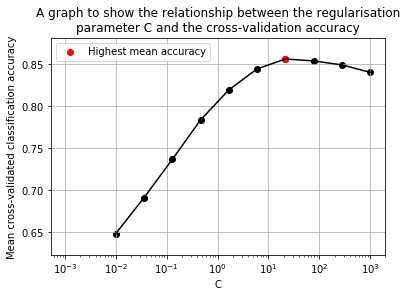 A graph to show the relationship between the regularisation
parameter C and the cross-validation accuracy
Highest mean accuracy
Mean cross-validated classification accuracy
0.85
0.80
0.75
0.70
0.65
10⁻³ 10⁻² 10⁻¹ 10⁰ 10¹ 10² 10³
C